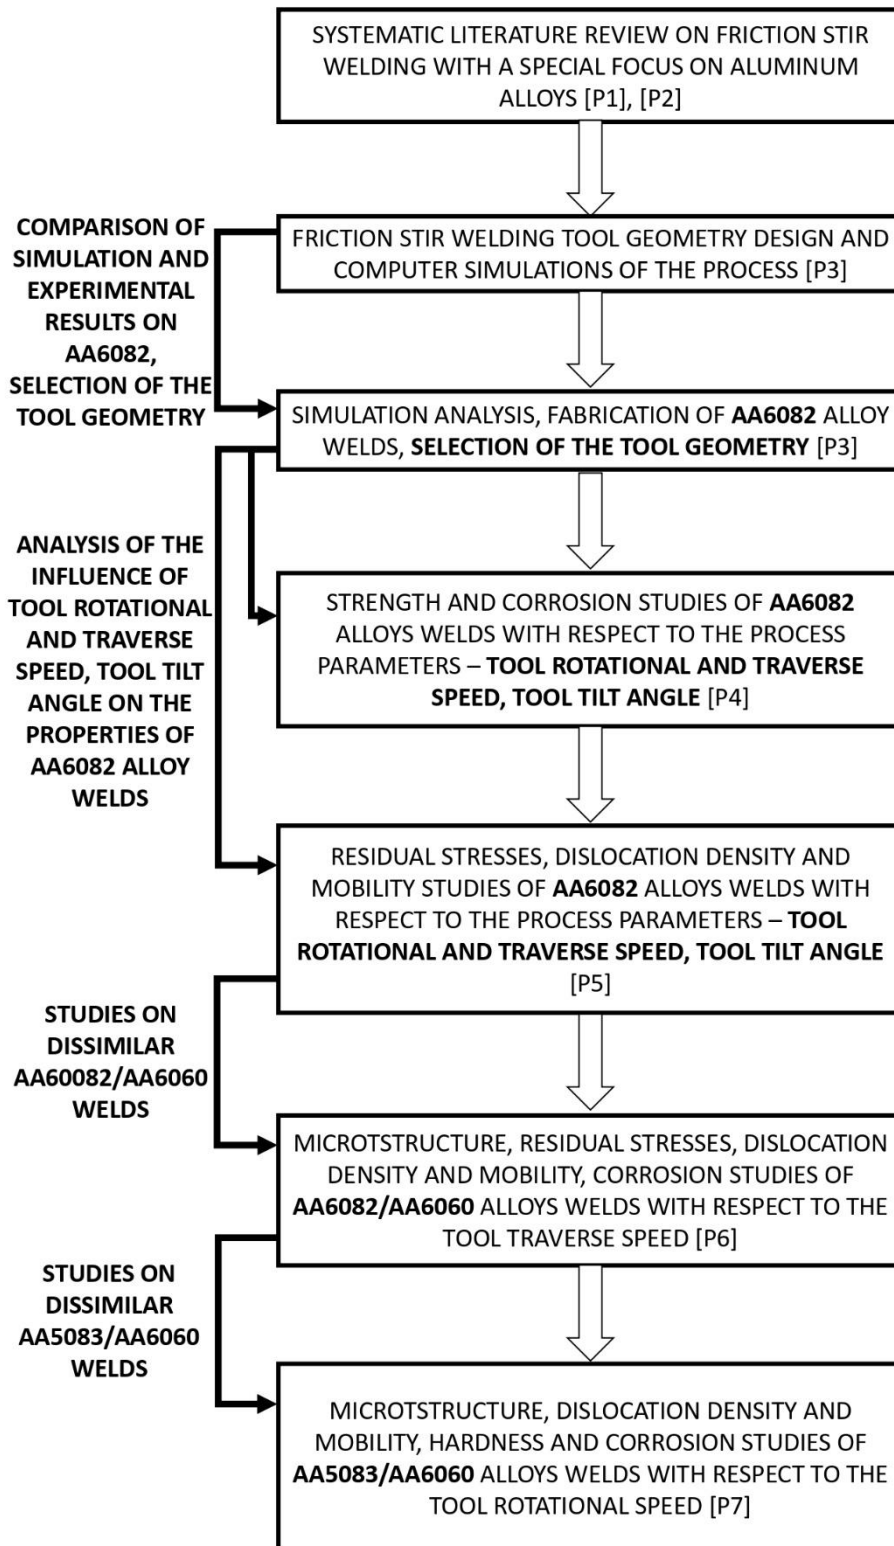 SYSTEMATIC LITERATURE REVIEW ON FRICTION STIR
WELDING WITH A SPECIAL FOCUS ON ALUMINUM
ALLOYS [P1], [P2]
COMPARISON OF
SIMULATION AND
EXPERIMENTAL
RESULTS ON
AA6082,
SELECTION OF THE
TOOL GEOMETRY
FRICTION STIR WELDING TOOL GEOMETRY DESIGN AND
COMPUTER SIMULATIONS OF THE PROCESS [P3]
SIMULATION ANALYSIS, FABRICATION OF AA6082 ALLOY
WELDS, SELECTION OF THE TOOL GEOMETRY [P3]
ANALYSIS OF THE
INFLUENCE OF
TOOL ROTATIONAL
AND TRAVERSE
SPEED, TOOL TILT
ANGLE ON THE
PROPERTIES OF
AA6082 ALLOY
WELDS
STRENGTH AND CORROSION STUDIES OF AA6082
ALLOYS WELDS WITH RESPECT TO THE PROCESS
PARAMETERS – TOOL ROTATIONAL AND TRAVERSE
SPEED, TOOL TILT ANGLE [P4]
RESIDUAL STRESSES, DISLOCATION DENSITY AND
MOBILITY STUDIES OF AA6082 ALLOYS WELDS WITH
RESPECT TO THE PROCESS PARAMETERS – TOOL
ROTATIONAL AND TRAVERSE SPEED, TOOL TILT ANGLE
[P5]
STUDIES ON
DISSIMILAR
AA60082/AA6060
WELDS
MICROTSTRUCTURE, RESIDUAL STRESSES, DISLOCATION
DENSITY AND MOBILITY, CORROSION STUDIES OF
AA6082/AA6060 ALLOYS WELDS WITH RESPECT TO THE
TOOL TRAVERSE SPEED [P6]
STUDIES ON
DISSIMILAR
AA5083/AA6060
WELDS
MICROTSTRUCTURE, DISLOCATION DENSITY AND
MOBILITY, HARDNESS AND CORROSION STUDIES OF
AA5083/AA6060 ALLOYS WELDS WITH RESPECT TO THE
TOOL ROTATIONAL SPEED [P7]